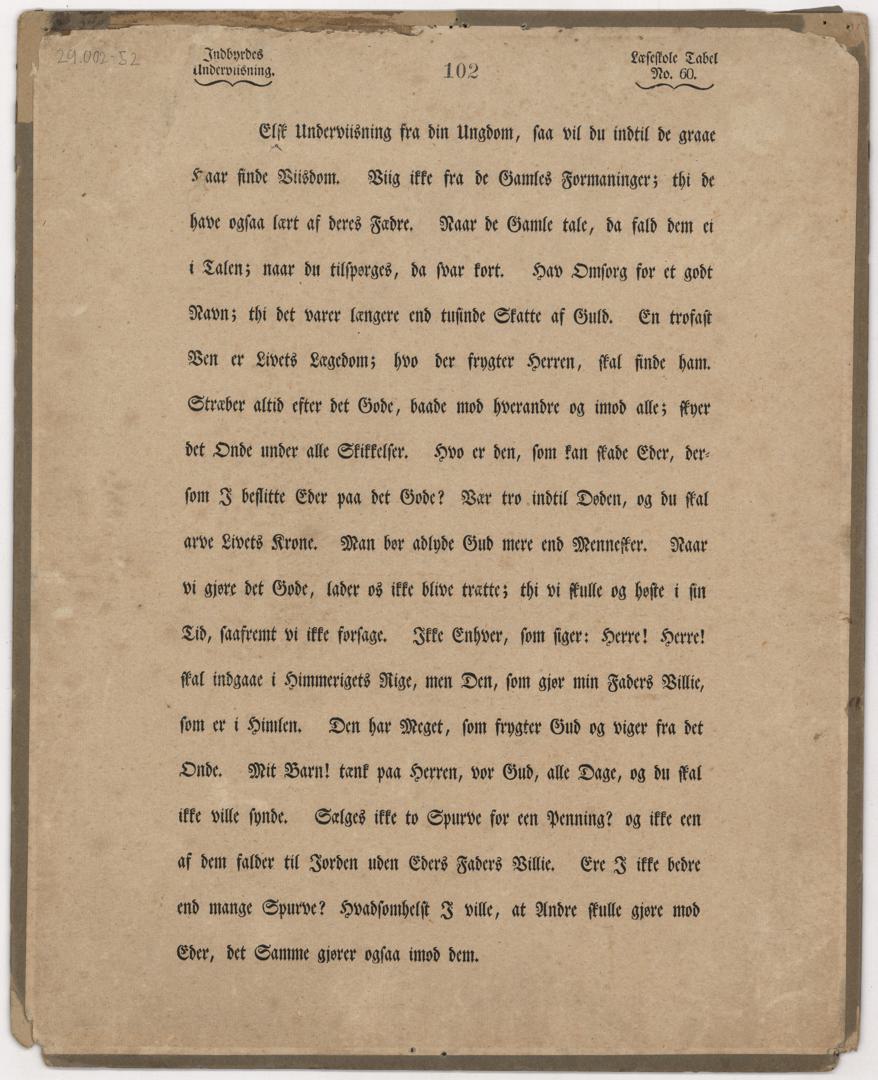 29.002-52
Indbyrdes
Underviisning.
102
Læseskole Tabel
No. 60.
Elsk Underviisning fra din Ungdom, saa vil du indtil de graae
Haar finde Viisdom. Viig ikke fra de Gamles Formaninger; thi de
have ogsaa lært af deres Fædre. Naar de Gamle tale, da fald dem ei
i Talen; naar du tilspørges, da svar kort. Hav Omsorg for et godt
Navn; thi det varer længere end tusinde Skatte af Guld. En trofast
Ven er Livets Lægedom; hvo der frygter Herren, skal finde ham.
Stræber altid efter det Gode, baade mod hverandre og imod alle; skyer
det Onde under alle Skikkelser. Hvo er den, som kan skade Eder, der-
som I beflitte Eder paa det Gode? Vær tro indtil Døden, og du skal
arve Livets Krone. Man bør adlyde Gud mere end Mennesker. Naar
vi gjøre det Gode, lader os ikke blive trætte; thi vi skulle og høste i sin
Tid, saafremt vi ikke forsage. Ikke Enhver, som siger: Herre! Herre!
skal indgaae i Himmerigets Rige, men Den, som gjør min Faders Villie,
som er i Himlen. Den har Meget, som frygter Gud og viger fra det
Onde. Mit Barn! tænk paa Herren, vor Gud, alle Dage, og du skal
ikke ville synde. Sælges ikke to Spurve for een Penning? og ikke een
af dem falder til Jorden uden Eders Faders Villie. Ere I ikke bedre
end mange Spurve? Hvadsomhelst I ville, at Andre skulle gjøre mod
Eder, det Samme gjører ogsaa imod dem.